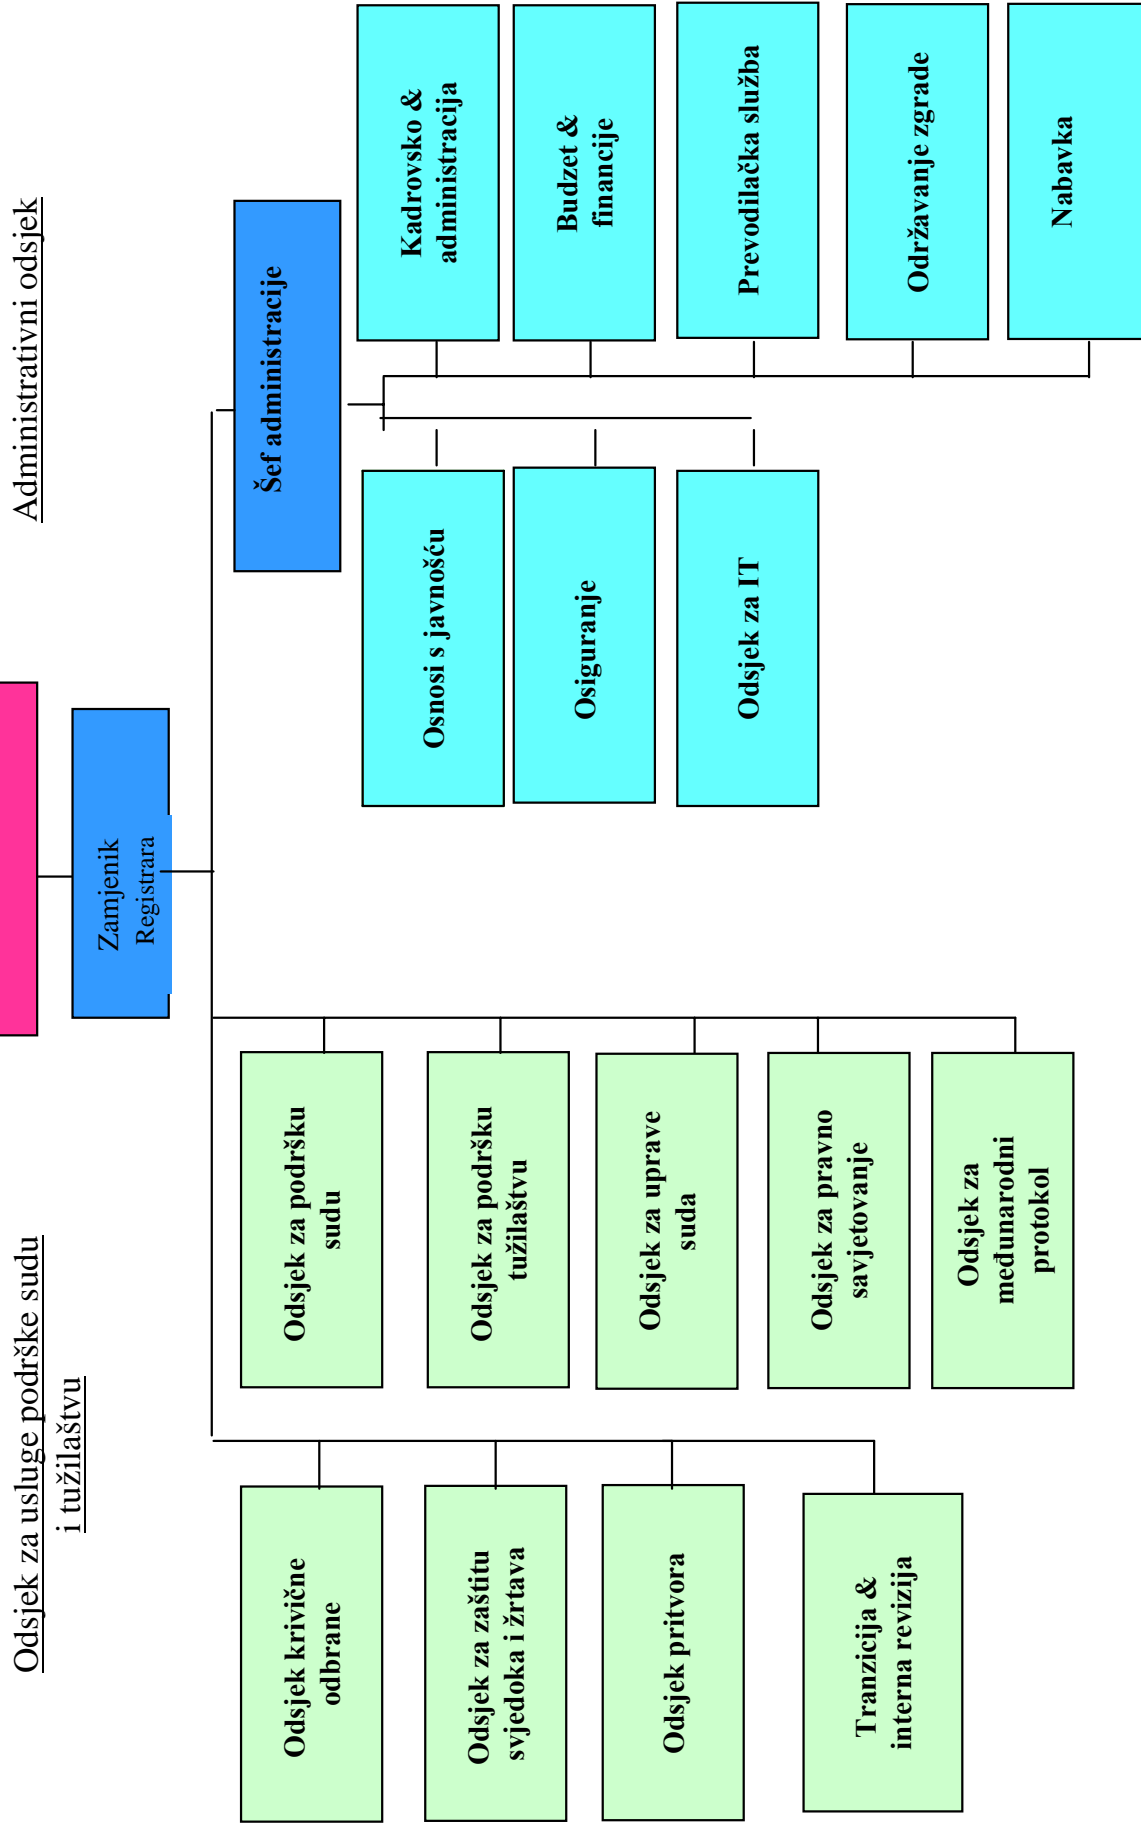 Odsjek za usluge podrške sudu
i tužilaštvu
Administrativni odsjek
Zamjenik
Registrara
Šef administracije
Odsjek krivične
odbrane
Odsjek za zaštitu
svjedoka i žrtava
Odsjek pritvora
Tranzicija &
interna revizija
Odsjek za podršku
sudu
Odsjek za podršku
tužilaštvu
Odsjek za uprave
suda
Odsjek za pravno
savjetovanje
Odsjek za
međunarodni
protokol
Osnosi s javnošću
Osiguranje
Odsjek za IT
Kadrovsko &
administracija
Budzet &
financije
Prevodilačka služba
Održavanje zgrade
Nabavka